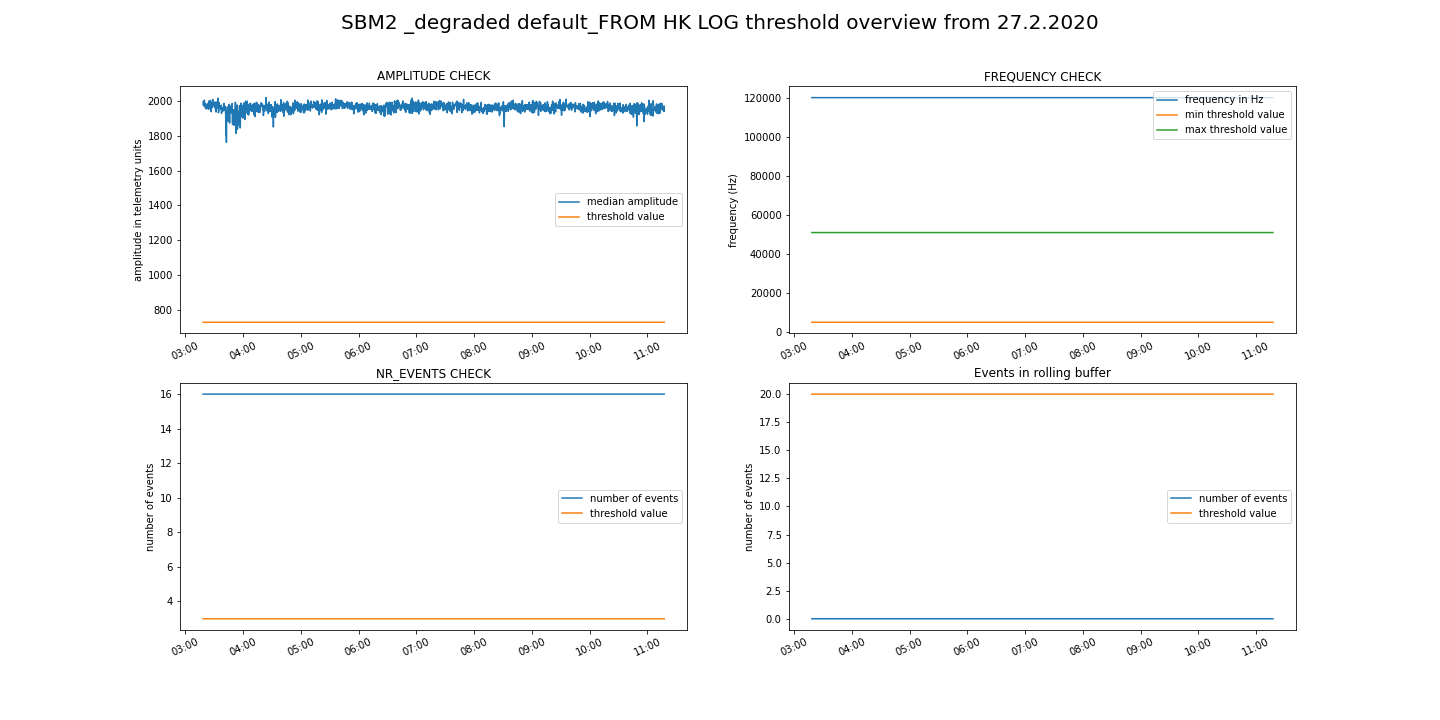 SBM2 _degraded default_FROM HK LOG threshold overview from 27.2.2020
AMPLITUDE CHECK
amplitude in telemetry units
2000
1800
1600
1400
1200
1000
800
median amplitude
threshold value
03:00 04:00 05:00 06:00 07:00 08:00 09:00 10:00 11:00
FREQUENCY CHECK
frequency (Hz)
120000
100000
80000
60000
40000
20000
0
frequency in Hz
min threshold value
max threshold value
03:00 04:00 05:00 06:00 07:00 08:00 09:00 10:00 11:00
NR_EVENTS CHECK
number of events
16
14
12
10
8
6
4
number of events
threshold value
03:00 04:00 05:00 06:00 07:00 08:00 09:00 10:00 11:00
Events in rolling buffer
number of events
20.0
17.5
15.0
12.5
10.0
7.5
5.0
2.5
0.0
number of events
threshold value
03:00 04:00 05:00 06:00 07:00 08:00 09:00 10:00 11:00